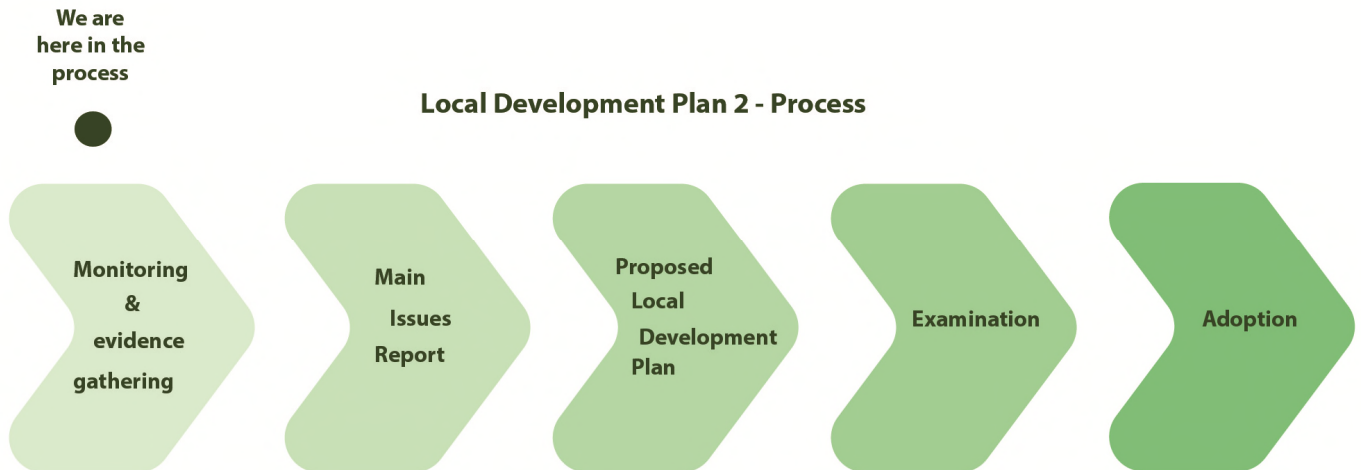 We are
here in the
process
Local Development Plan 2 - Process
Monitoring
&
evidence
gathering
Main
Issues
Report
Proposed
Local
Development
Plan
Examination
Adoption